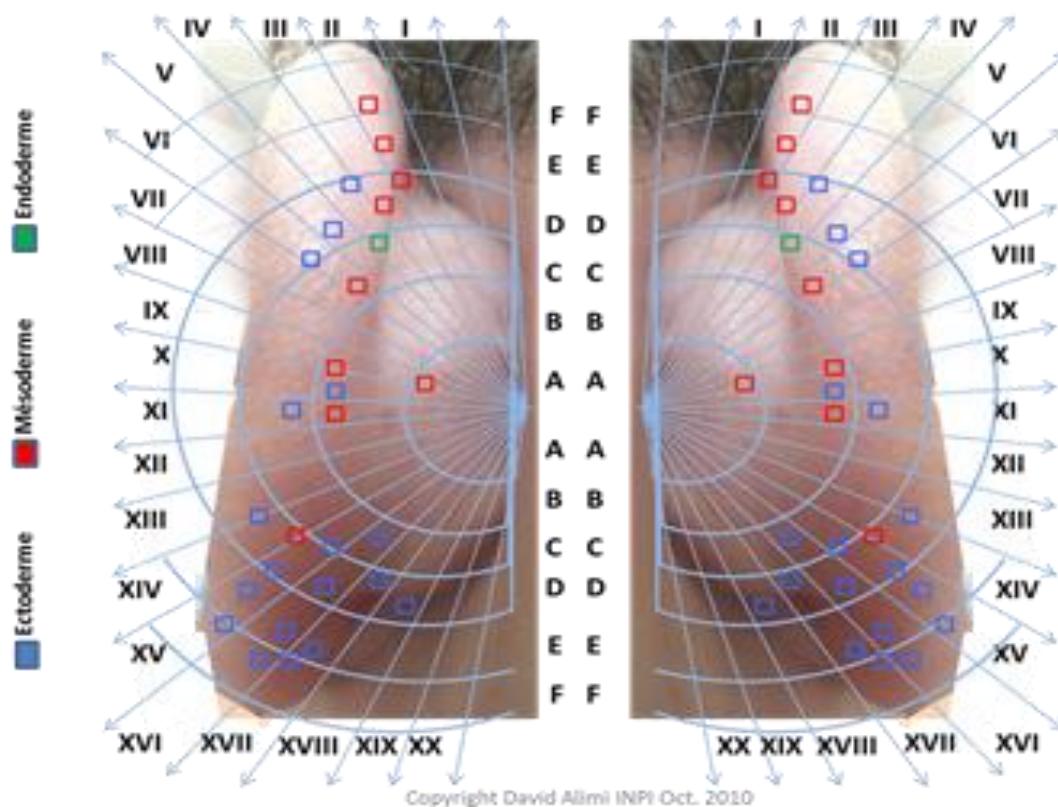 IV III II I I II III IV
V V
F F
VI VI
E E
VII VII
D D
VIII VIII
C C
IX B B IX
X X
A A
XI XI
A A
XII XII
B B
XIII XIII
C C
XIV D D XIV
XV E E XV
F F
XVI XVII XVIII XIX XX XX XIX XVIII XVII XVI
Endoderme
Mésoderme
Ectoderme
Copyright David Alimi INPI Oct. 2010